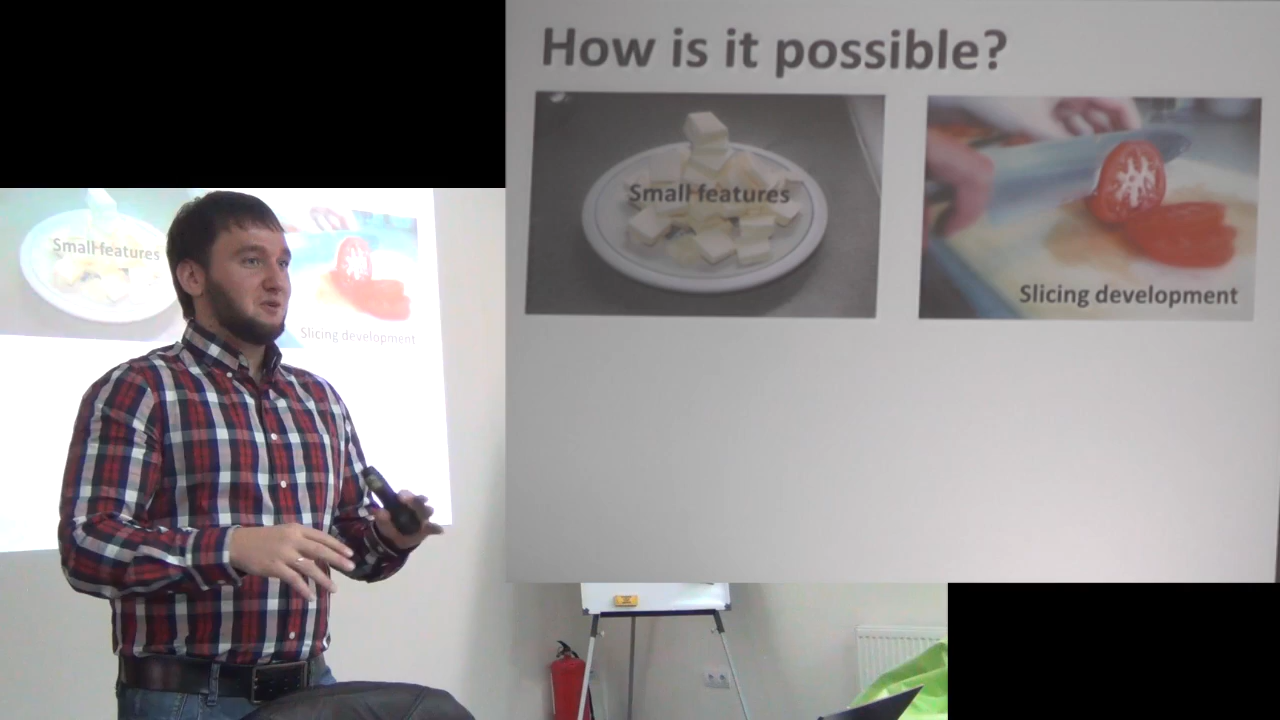 How is it possible?
Small features
Slicing development
Small features
Slicing development